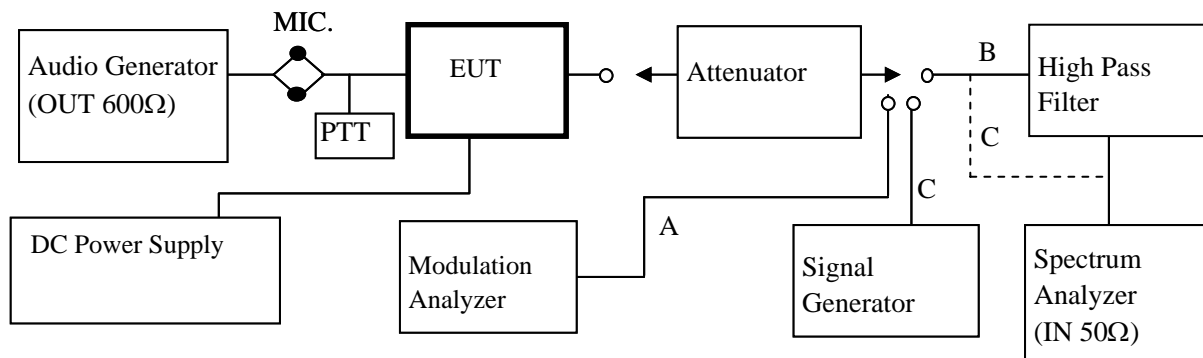 MIC.
Audio Generator
(OUT 600Ω)
PTT
EUT
Attenuator
B
High Pass
Filter
C
DC Power Supply
A
Modulation
Analyzer
C
Signal
Generator
Spectrum
Analyzer
(IN 50Ω)